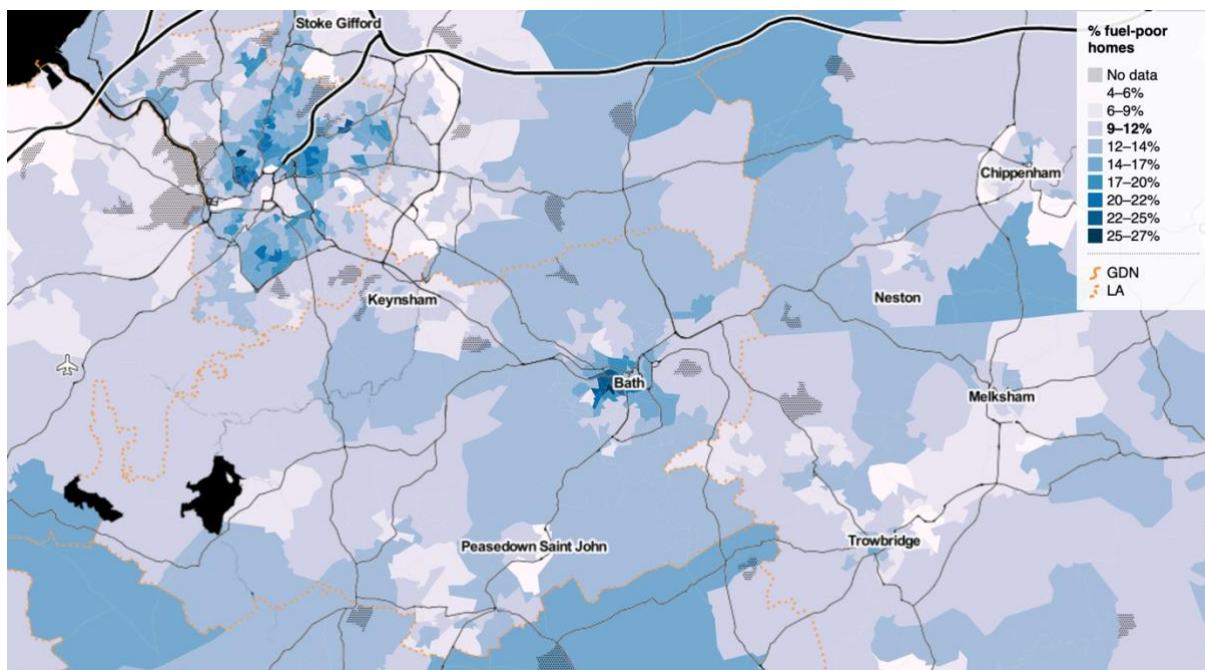 Stoke Gifford
% fuel-poor
homes
No data
4–6%
6–9%
9–12%
12–14%
14–17%
17–20%
20–22%
22–25%
25–27%
GDN
LA
Chippenham
Keynsham
Neston
Bath
Melksham
Peasedown Saint John
Trowbridge